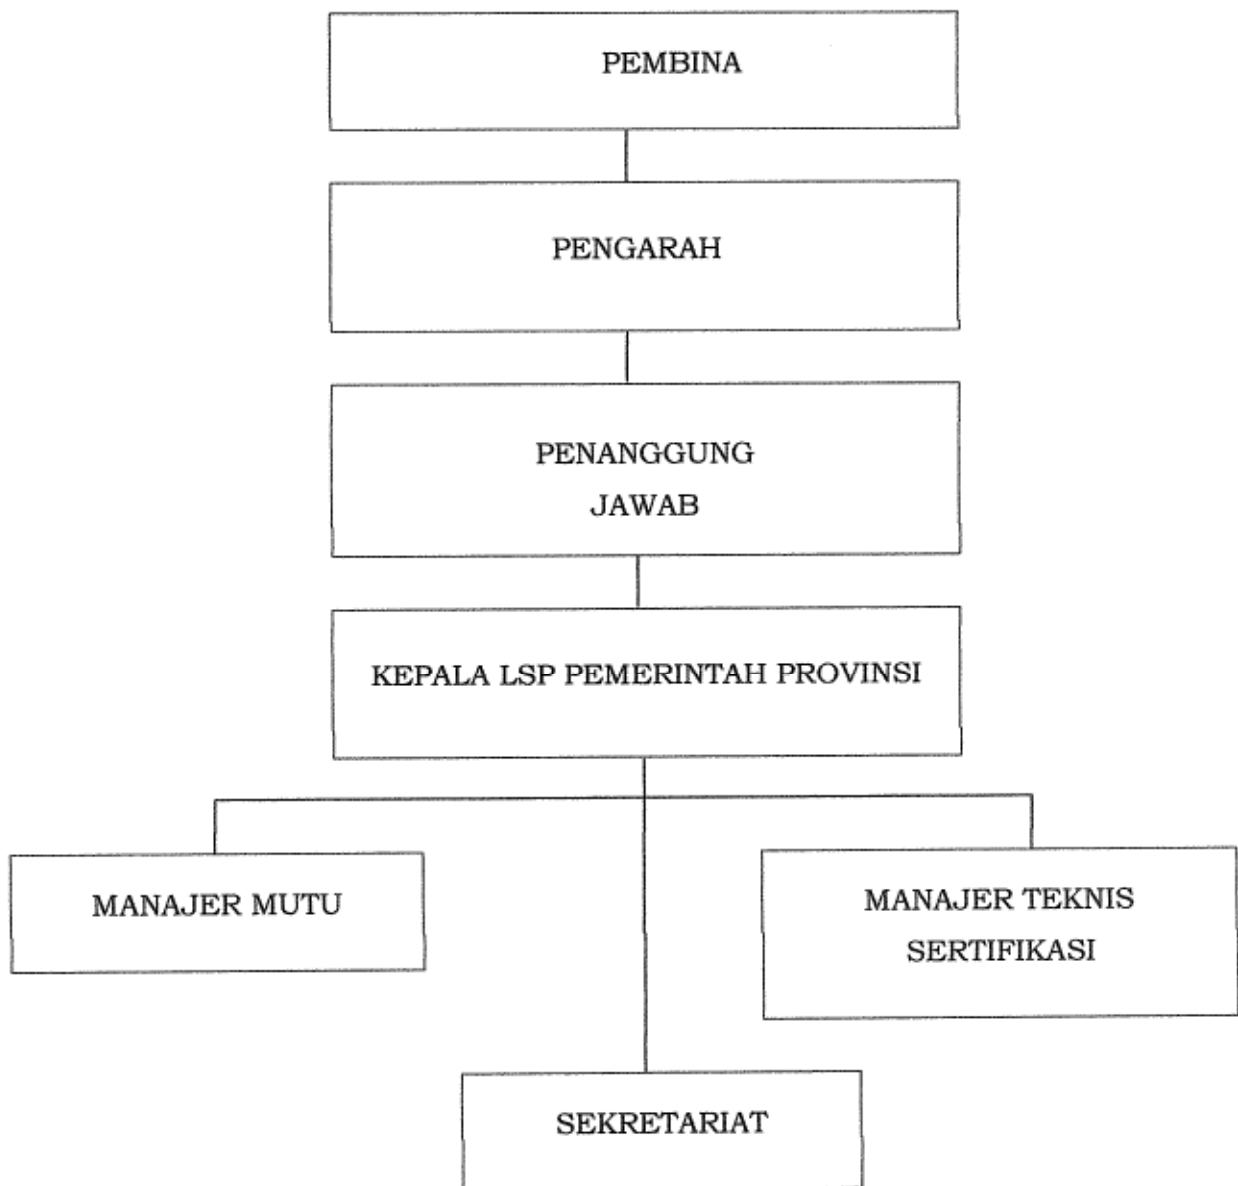 PEMBINA
PENGARAH
PENANGGUNG
JAWAB
KEPALA LSP PEMERINTAH PROVINSI
MANAJER MUTU
MANAJER TEKNIS
SERTIFIKASI
SEKRETARIAT